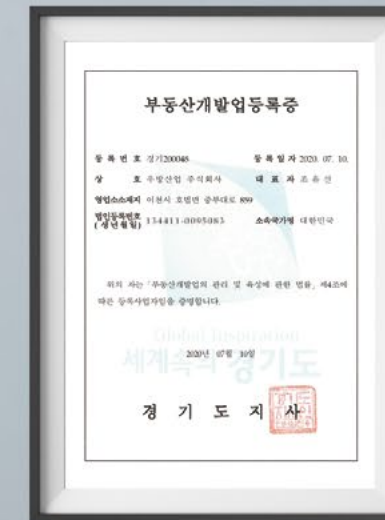 부동산개발업등록증
등록번호 경기200048 등록일자 2020. 07. 10.
상 호 우방산업 주식회사 대 표 자 조유선
영업소소재지 이천시 호법면 중부대로 859
법인등록번호 134411-0095083 소속국가명 대한민국
(생년월일)
위의 자는「부동산개발업의 관리 및 육성에 관한 법률」제4조에
따른 등록사업자임을 증명합니다.
Global Inspiration
세계속의 경기도
2020년 07월 10일
경 기 도 지 사